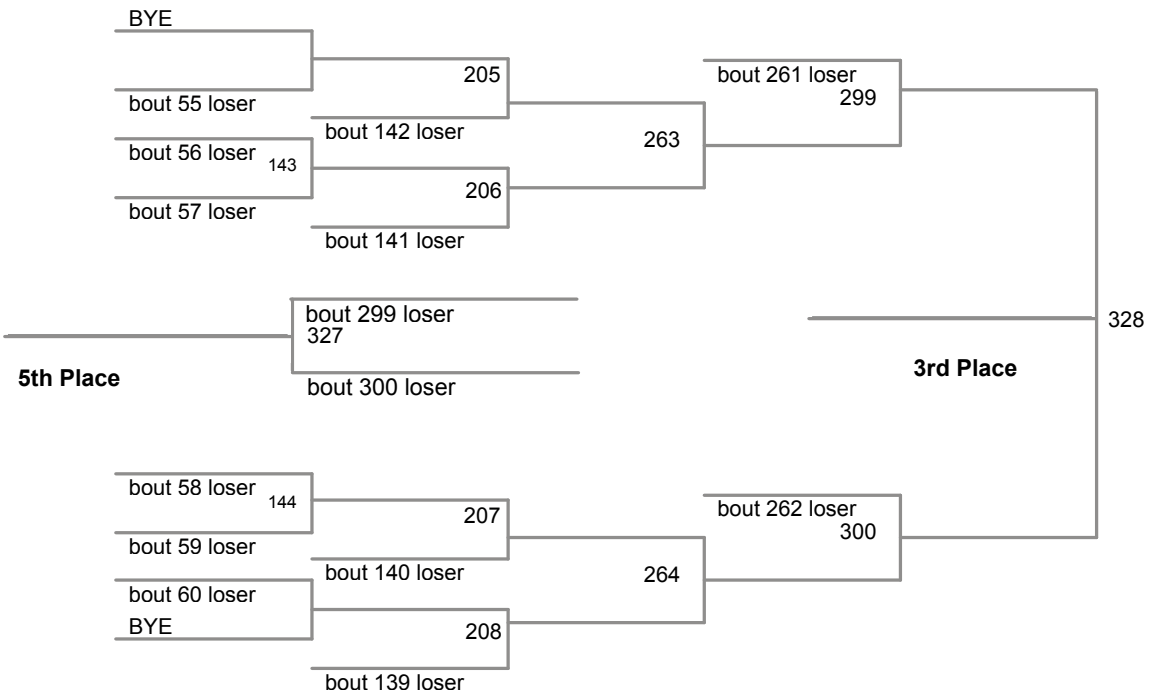 BYE
205
bout 261 loser
bout 55 loser
299
bout 142 loser
bout 56 loser
143
263
206
bout 57 loser
bout 141 loser
bout 299 loser
327
328
5th Place
3rd Place
bout 300 loser
bout 58 loser
144
207
bout 262 loser
300
bout 59 loser
bout 140 loser
264
bout 60 loser
BYE
208
bout 139 loser